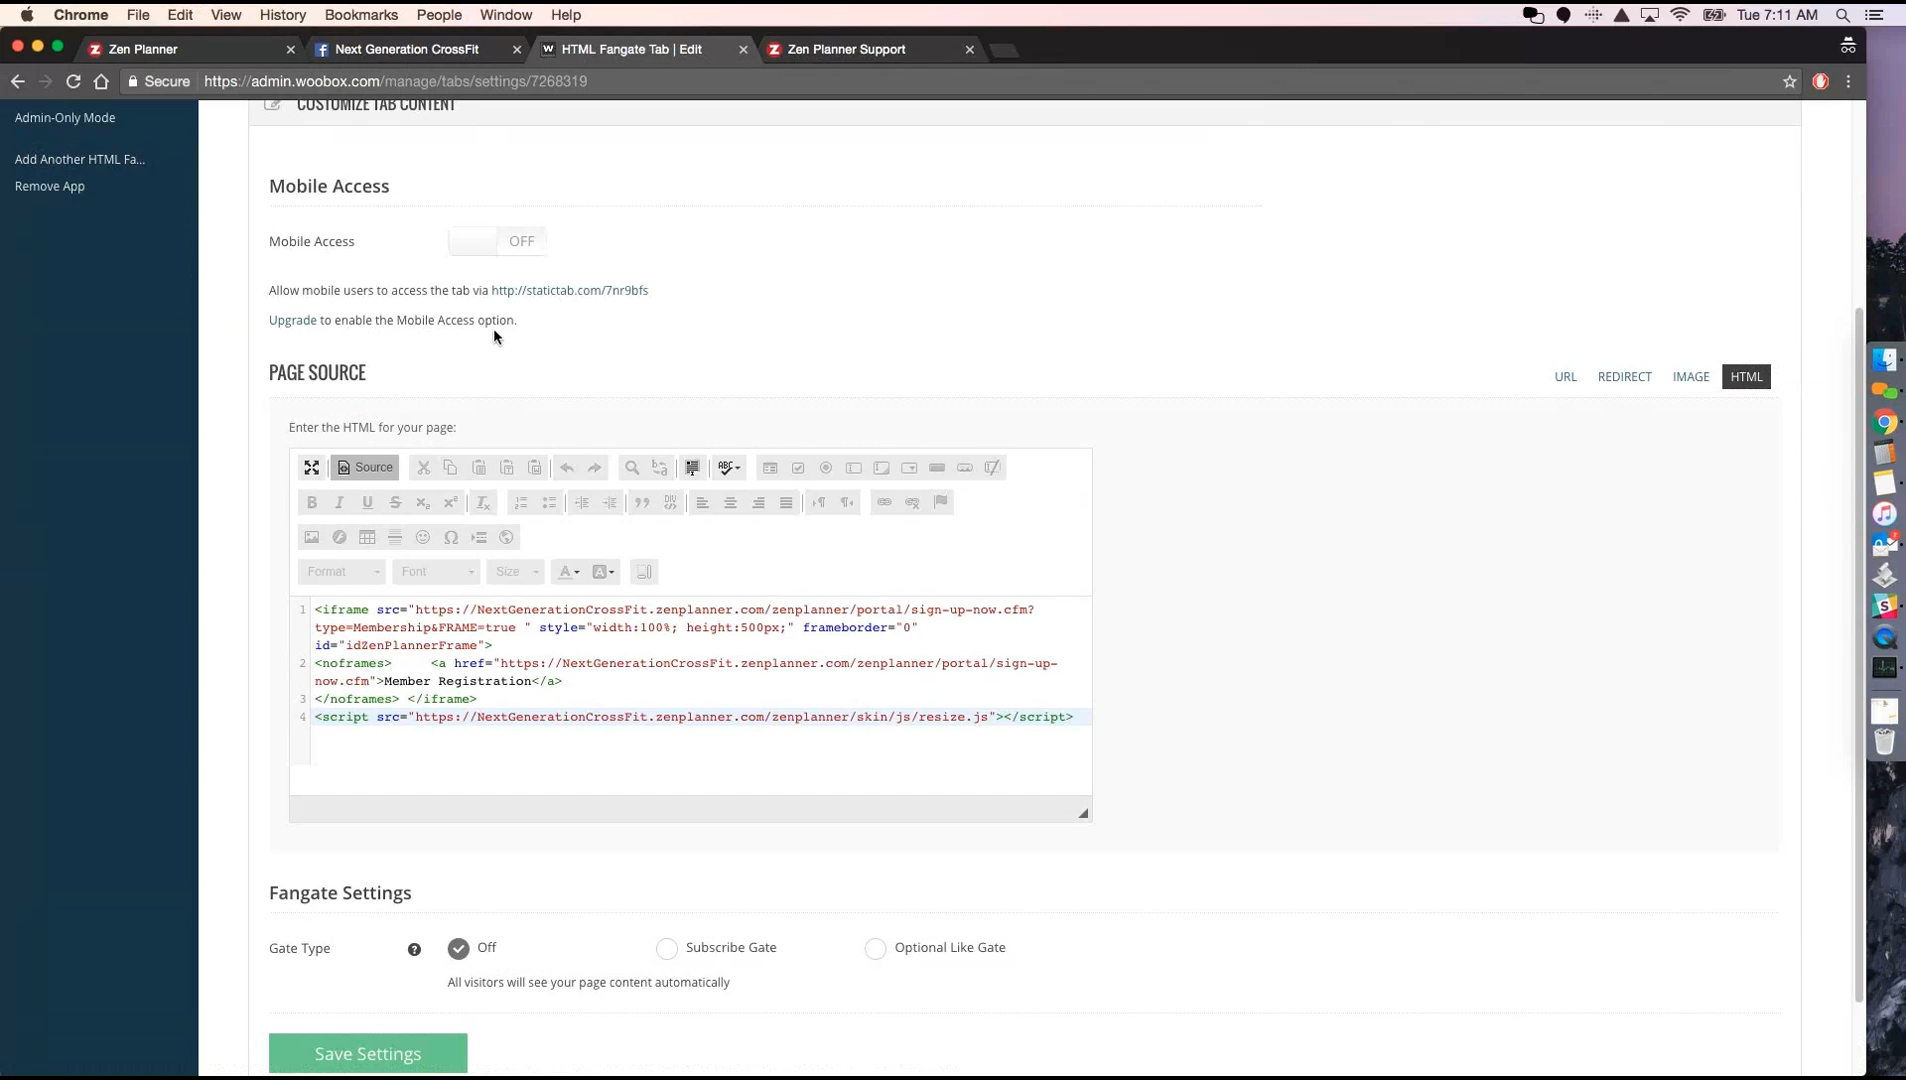 Chrome File Edit View History Bookmarks People Window Help Tue 7:11 AM
Zen Planner Next Generation CrossFit HTML Fangate Tab | Edit Zen Planner Support
Secure https://admin.woobox.com/manage/tabs/settings/7268319
CUSTOMIZE TAB CONTENT
Admin-Only Mode
Add Another HTML Fa...
Remove App
Mobile Access
Mobile Access OFF
Allow mobile users to access the tab via http://statictab.com/7nr9bfs
Upgrade to enable the Mobile Access option.
PAGE SOURCE URL REDIRECT IMAGE HTML
Enter the HTML for your page:
Source ABC
B I U S x₂ x² Tx DIV
Ω
Format Font Size A A
1 <iframe src="https://NextGenerationCrossFit.zenplanner.com/zenplanner/portal/sign-up-now.cfm?
type=Membership&FRAME=true " style="width:100%; height:500px;" frameborder="0"
id="idZenPlannerFrame">
2 <noframes> <a href="https://NextGenerationCrossFit.zenplanner.com/zenplanner/portal/sign-up-
now.cfm">Member Registration</a>
3 </noframes> </iframe>
4 <script src="https://NextGenerationCrossFit.zenplanner.com/zenplanner/skin/js/resize.js"></script>
Fangate Settings
Gate Type ? Off Subscribe Gate Optional Like Gate
All visitors will see your page content automatically
Save Settings